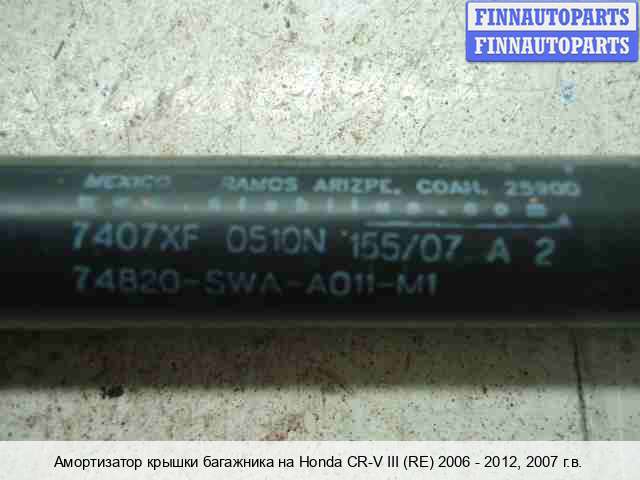 FINNAUTOPARTS
FINNAUTOPARTS
MEXICO RAMOS ARIZPE, COAH. 25900
7407XF 0510N 155/07 A 2
74820-SWA-A011-M1
Амортизатор крышки багажника на Honda CR-V III (RE) 2006 - 2012, 2007 г.в.